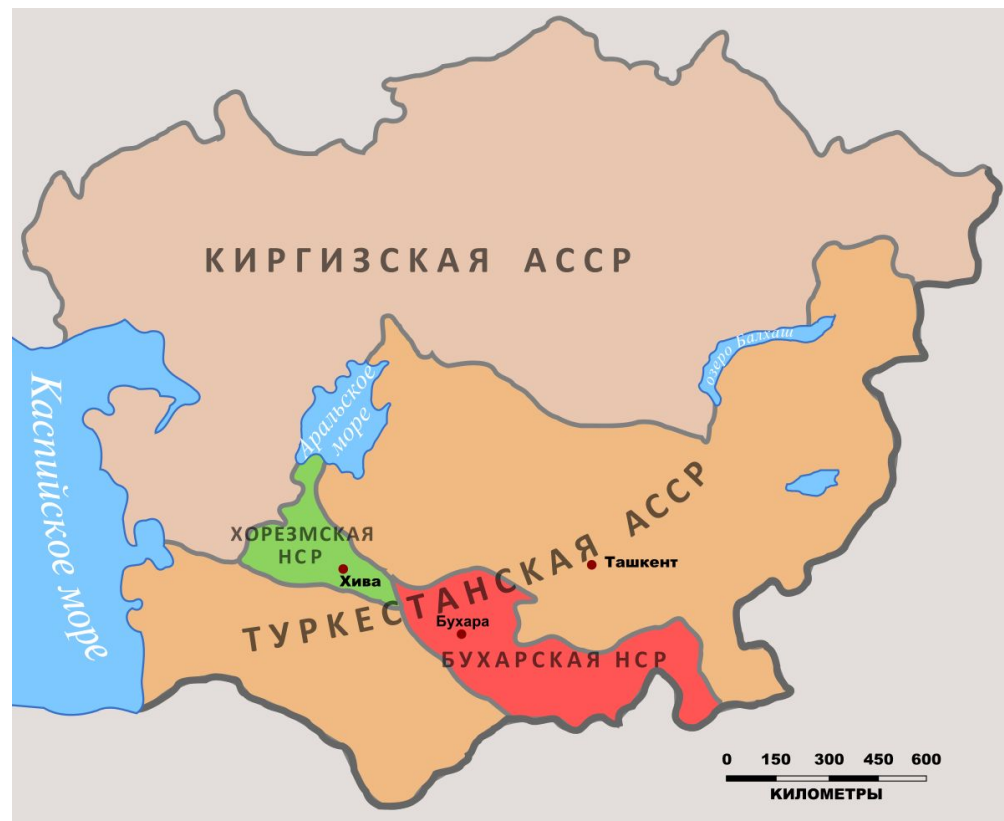 КИРГИЗСКАЯ АССР
озеро Балхаш
Аральское
море
Каспийское море
ТУРКЕСТАНСКАЯ АССР
ХОРЕЗМСКАЯ
НСР
Хива
Ташкент
Бухара
БУХАРСКАЯ НСР
0 150 300 450 600
КИЛОМЕТРЫ